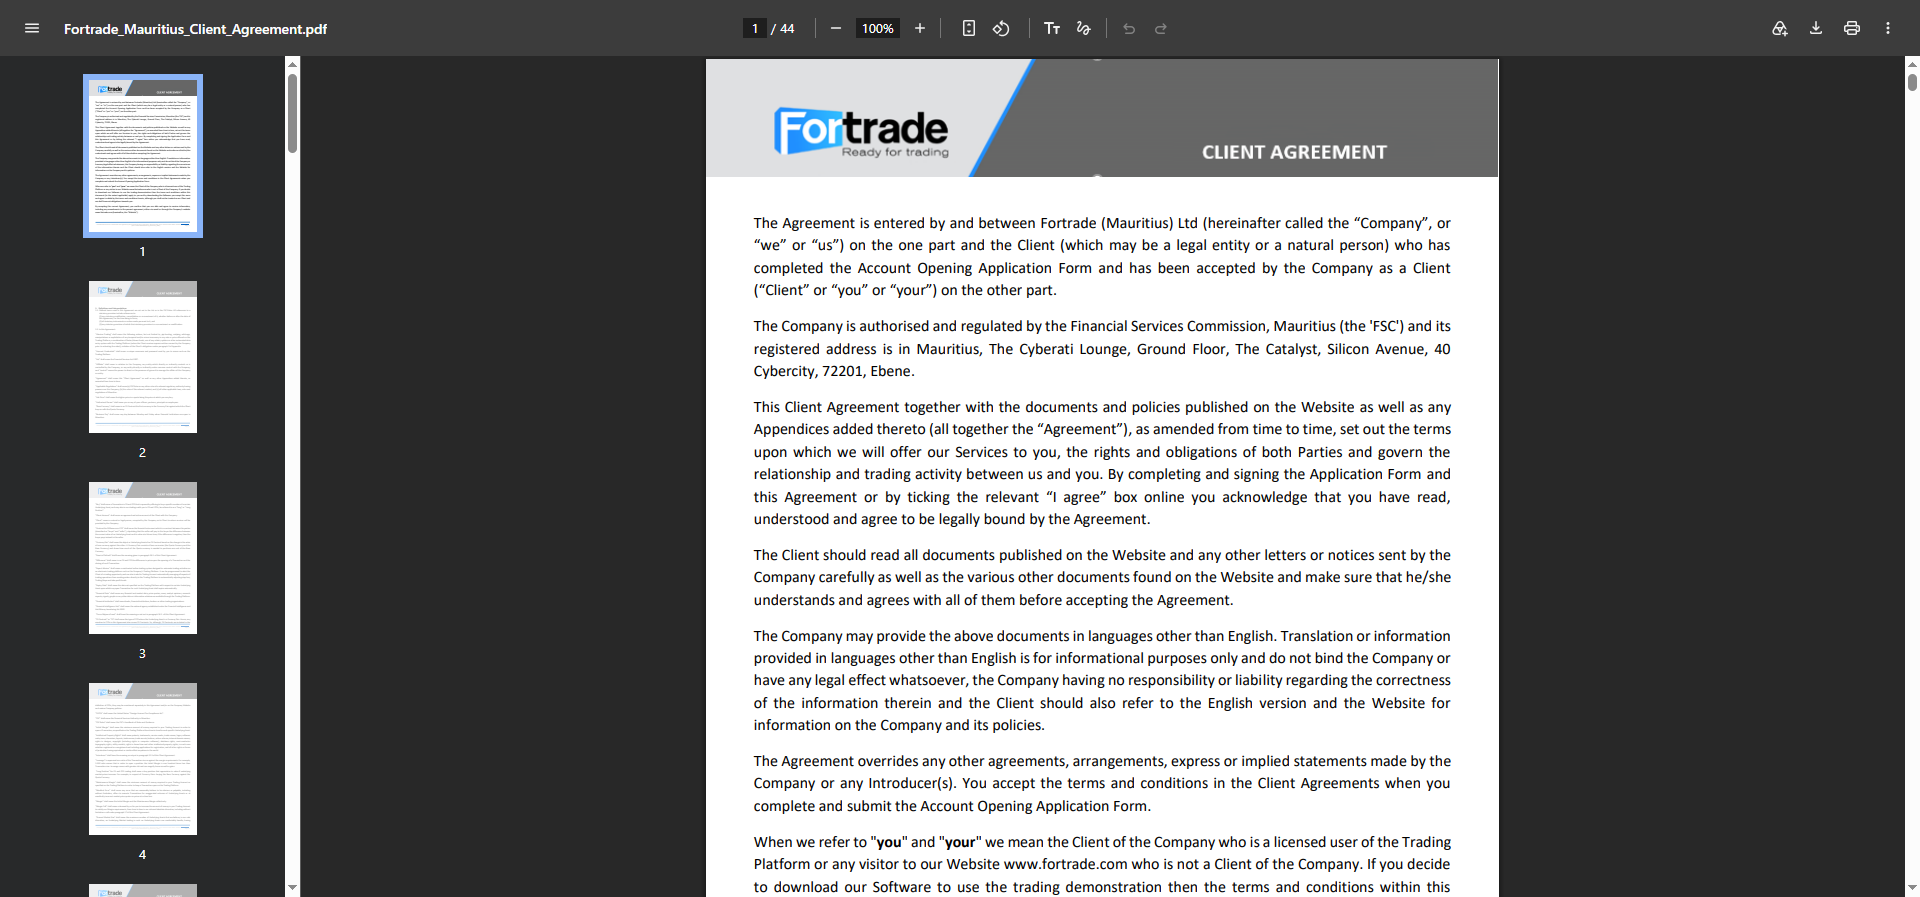 Fortrade_Mauritius_Client_Agreement.pdf
1 / 44
100%
1
2
3
4
Fortrade
Ready for trading
CLIENT AGREEMENT
The Agreement is entered by and between Fortrade (Mauritius) Ltd (hereinafter called the “Company”, or
“we” or “us”) on the one part and the Client (which may be a legal entity or a natural person) who has
completed the Account Opening Application Form and has been accepted by the Company as a Client
(“Client” or “you” or “your”) on the other part.
The Company is authorised and regulated by the Financial Services Commission, Mauritius (the 'FSC') and its
registered address is in Mauritius, The Cyberati Lounge, Ground Floor, The Catalyst, Silicon Avenue, 40
Cybercity, 72201, Ebene.
This Client Agreement together with the documents and policies published on the Website as well as any
Appendices added thereto (all together the “Agreement”), as amended from time to time, set out the terms
upon which we will offer our Services to you, the rights and obligations of both Parties and govern the
relationship and trading activity between us and you. By completing and signing the Application Form and
this Agreement or by ticking the relevant “I agree” box online you acknowledge that you have read,
understood and agree to be legally bound by the Agreement.
The Client should read all documents published on the Website and any other letters or notices sent by the
Company carefully as well as the various other documents found on the Website and make sure that he/she
understands and agrees with all of them before accepting the Agreement.
The Company may provide the above documents in languages other than English. Translation or information
provided in languages other than English is for informational purposes only and do not bind the Company or
have any legal effect whatsoever, the Company having no responsibility or liability regarding the correctness
of the information therein and the Client should also refer to the English version and the Website for
information on the Company and its policies.
The Agreement overrides any other agreements, arrangements, express or implied statements made by the
Company or any Introducer(s). You accept the terms and conditions in the Client Agreements when you
complete and submit the Account Opening Application Form.
When we refer to "you" and "your" we mean the Client of the Company who is a licensed user of the Trading
Platform or any visitor to our Website www.fortrade.com who is not a Client of the Company. If you decide
to download our Software to use the trading demonstration then the terms and conditions within this